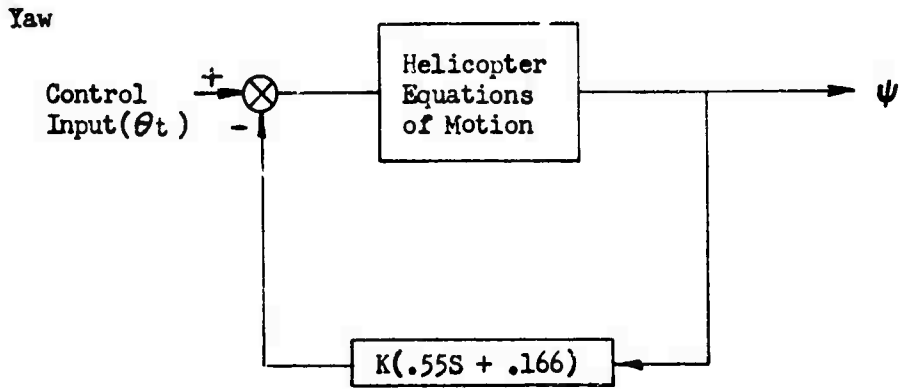 Yaw
Control
Input(θt)
+
-
Helicopter
Equations
of Motion
ψ
K(.55S + .166)